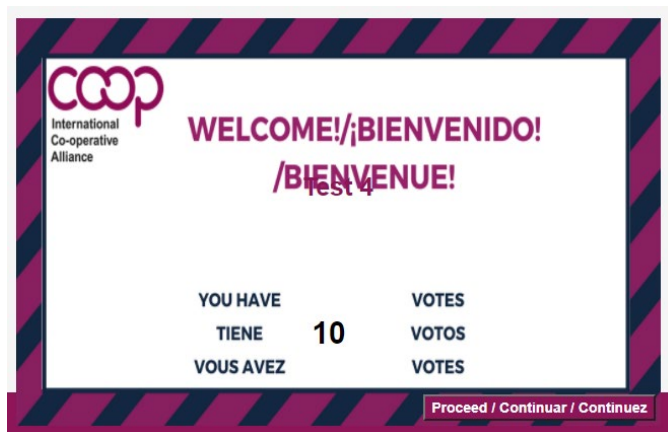 coop
International
Co-operative
Alliance
WELCOME!/¡BIENVENIDO!
/BIENVENUE!
Test 4
YOU HAVE VOTES
TIENE 10 VOTOS
VOUS AVEZ VOTES
Proceed / Continuar / Continuez